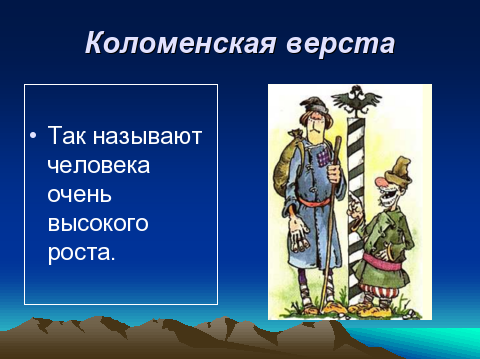 Коломенская верста
• Так называют
человека
очень
высокого
роста.